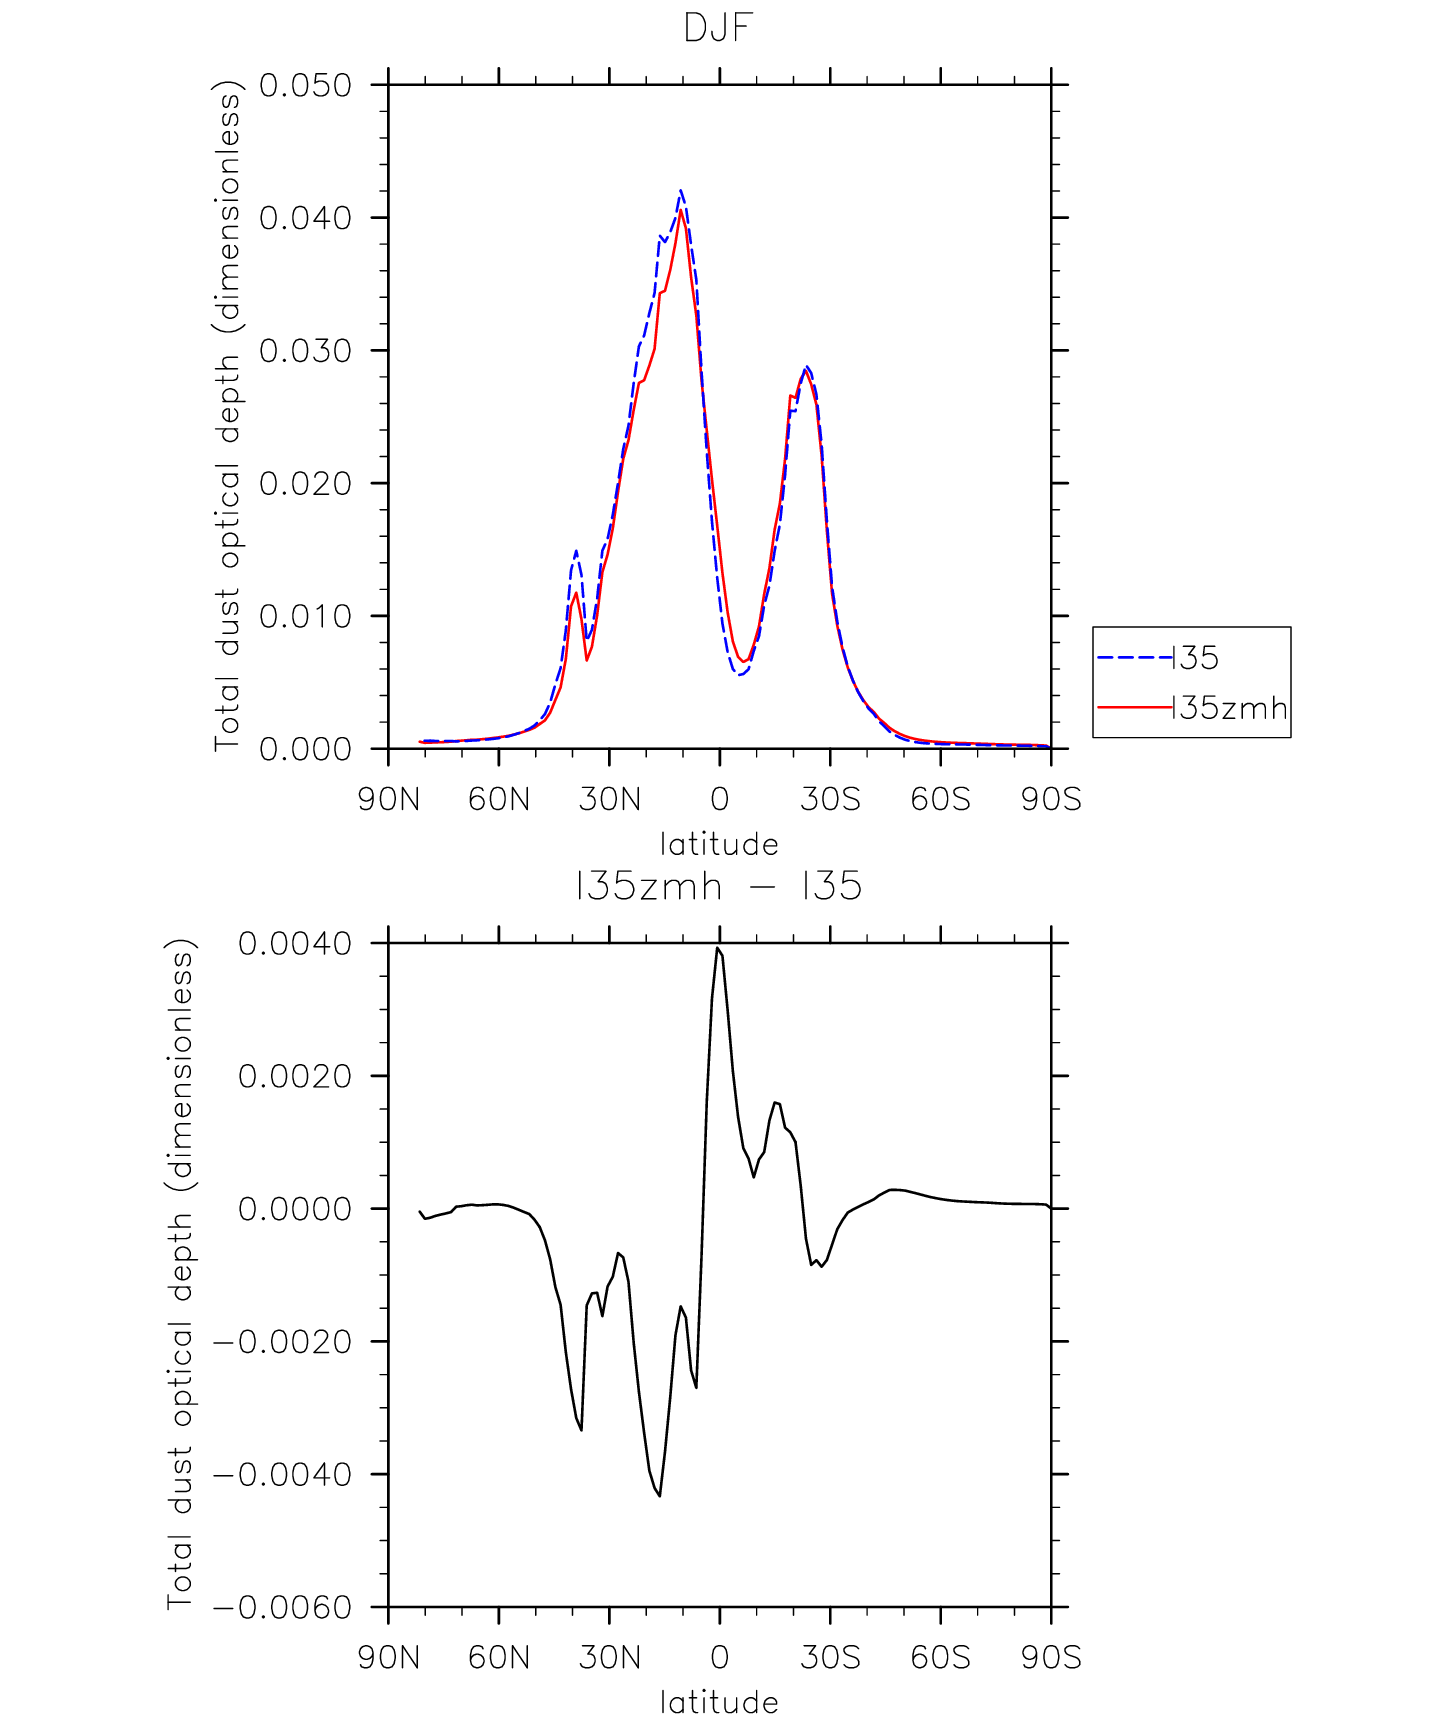 DJF
Total dust optical depth (dimensionless)
0.050
0.040
0.030
0.020
0.010
0.000
90N 60N 30N 0 30S 60S 90S
latitude
I35
I35zmh
I35zmh − I35
Total dust optical depth (dimensionless)
0.0040
0.0020
0.0000
−0.0020
−0.0040
−0.0060
90N 60N 30N 0 30S 60S 90S
latitude